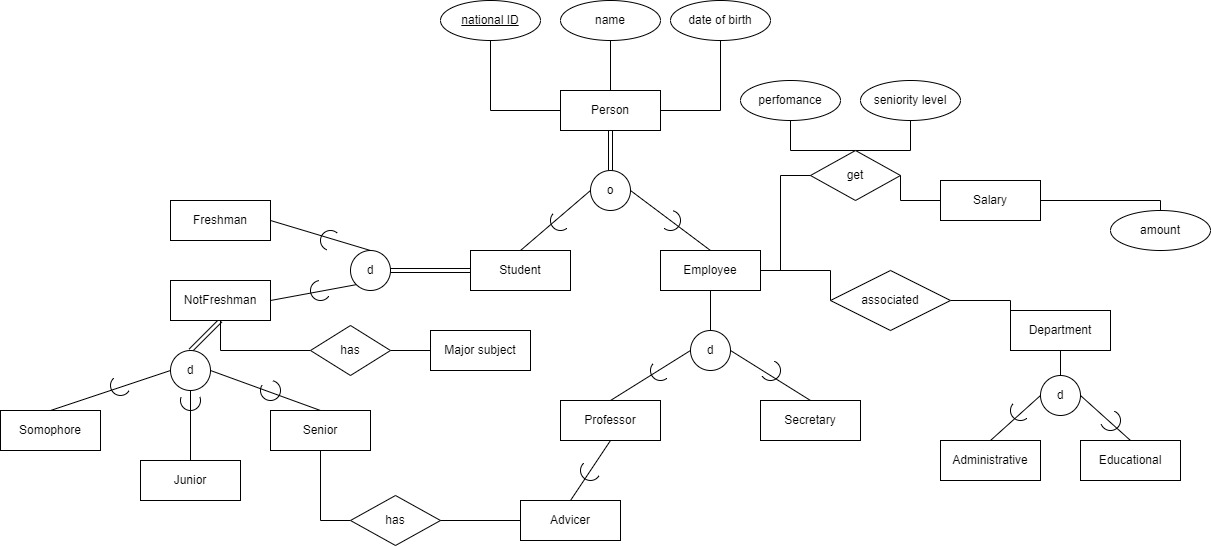 national ID
name
date of birth
Person
perfomance
seniority level
get
Salary
amount
o
Freshman
d
Student
Employee
NotFreshman
associated
has
Major subject
Department
d
d
d
Somophore
Junior
Senior
Professor
Secretary
Administrative
Educational
has
Advicer